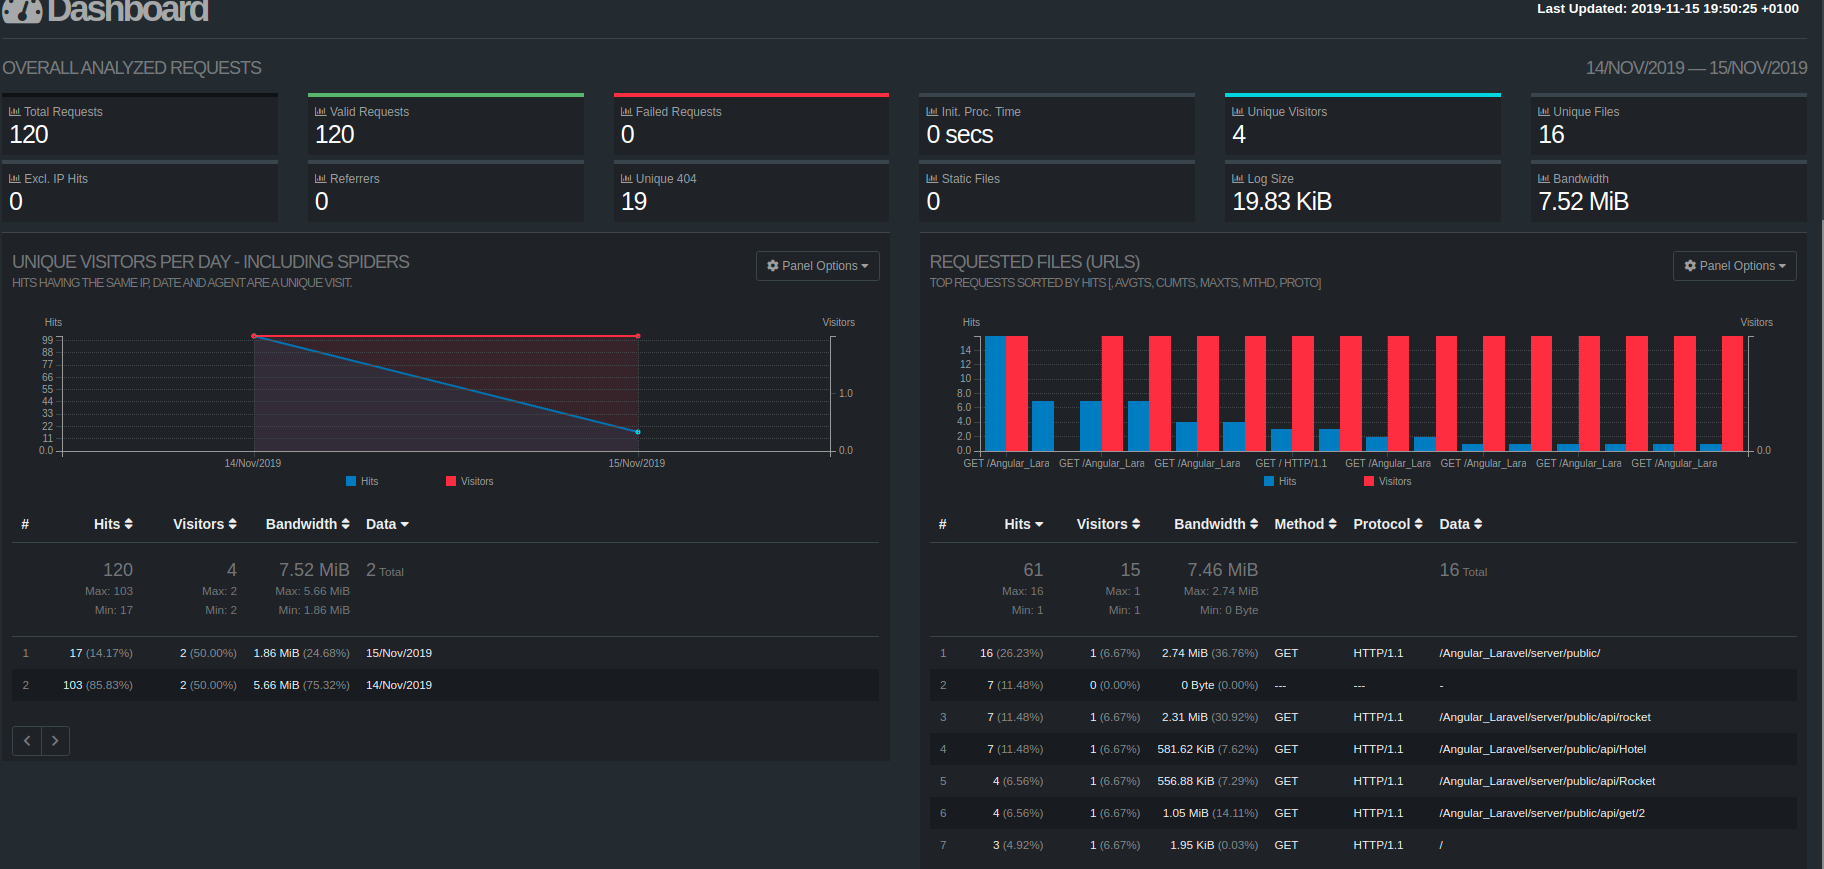 Dashboard
Last Updated: 2019-11-15 19:50:25 +0100
OVERALL ANALYZED REQUESTS
14/NOV/2019 — 15/NOV/2019
Total Requests
120
Valid Requests
120
Failed Requests
0
Init. Proc. Time
0 secs
Unique Visitors
4
Unique Files
16
Excl. IP Hits
0
Referrers
0
Unique 404
19
Static Files
0
Log Size
19.83 KiB
Bandwidth
7.52 MiB
UNIQUE VISITORS PER DAY - INCLUDING SPIDERS
HITS HAVING THE SAME IP, DATE AND AGENT ARE A UNIQUE VISIT.
Panel Options
Hits
Visitors
99
88
77
66
55
44
33
22
11
0.0
1.0
0.0
14/Nov/2019
15/Nov/2019
Hits
Visitors
# Hits Visitors Bandwidth Data
120 4 7.52 MiB 2 Total
Max: 103 Max: 2 Max: 5.66 MiB
Min: 17 Min: 2 Min: 1.86 MiB
1 17 (14.17%) 2 (50.00%) 1.86 MiB (24.68%) 15/Nov/2019
2 103 (85.83%) 2 (50.00%) 5.66 MiB (75.32%) 14/Nov/2019
REQUESTED FILES (URLS)
TOP REQUESTS SORTED BY HITS [, AVGTS, CUMTS, MAXTS, MTHD, PROTO]
Panel Options
Hits
Visitors
14
12
10
8.0
6.0
4.0
2.0
0.0
0.0
GET /Angular_Lara
GET /Angular_Lara
GET /Angular_Lara
GET / HTTP/1.1
GET /Angular_Lara
GET /Angular_Lara
GET /Angular_Lara
GET /Angular_Lara
Hits
Visitors
# Hits Visitors Bandwidth Method Protocol Data
61 15 7.46 MiB 16 Total
Max: 16 Max: 1 Max: 2.74 MiB
Min: 1 Min: 1 Min: 0 Byte
1 16 (26.23%) 1 (6.67%) 2.74 MiB (36.76%) GET HTTP/1.1 /Angular_Laravel/server/public/
2 7 (11.48%) 0 (0.00%) 0 Byte (0.00%) --- --- -
3 7 (11.48%) 1 (6.67%) 2.31 MiB (30.92%) GET HTTP/1.1 /Angular_Laravel/server/public/api/rocket
4 7 (11.48%) 1 (6.67%) 581.62 KiB (7.62%) GET HTTP/1.1 /Angular_Laravel/server/public/api/Hotel
5 4 (6.56%) 1 (6.67%) 556.88 KiB (7.29%) GET HTTP/1.1 /Angular_Laravel/server/public/api/Rocket
6 4 (6.56%) 1 (6.67%) 1.05 MiB (14.11%) GET HTTP/1.1 /Angular_Laravel/server/public/api/get/2
7 3 (4.92%) 1 (6.67%) 1.95 KiB (0.03%) GET HTTP/1.1 /